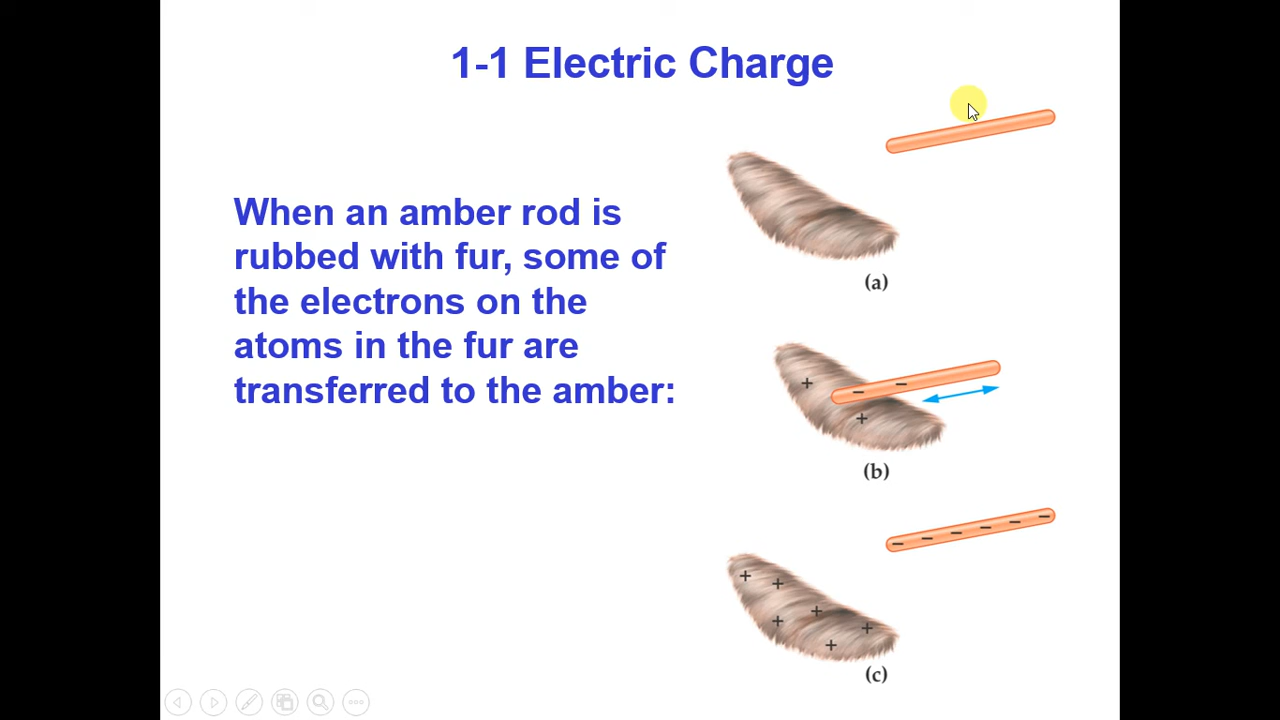 1-1 Electric Charge
When an amber rod is
rubbed with fur, some of
the electrons on the
atoms in the fur are
transferred to the amber:
(a)
+
−
−
+
(b)
− − − − − −
+
+
+
+
+
+
(c)